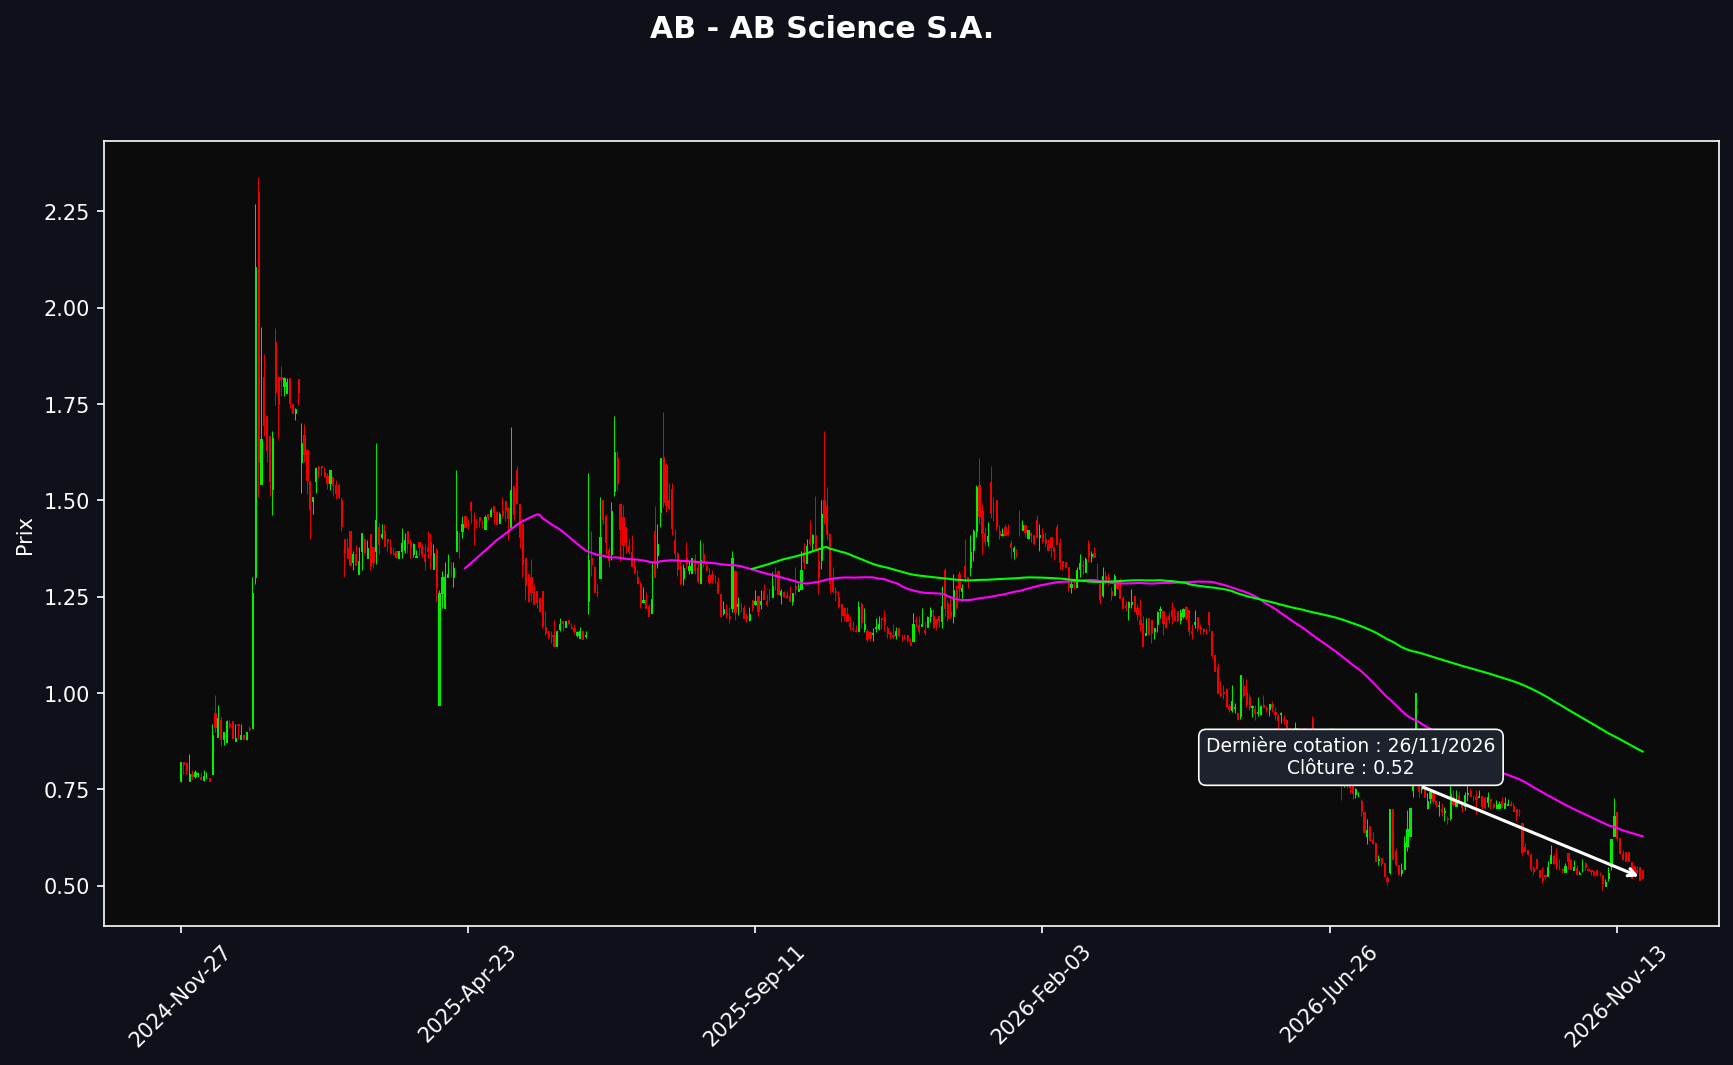 AB - AB Science S.A.
Prix
2.25
2.00
1.75
1.50
1.25
1.00
0.75
0.50
Dernière cotation : 26/11/2026
Clôture : 0.52
2024-Nov-27
2025-Apr-23
2025-Sep-11
2026-Feb-03
2026-Jun-26
2026-Nov-13